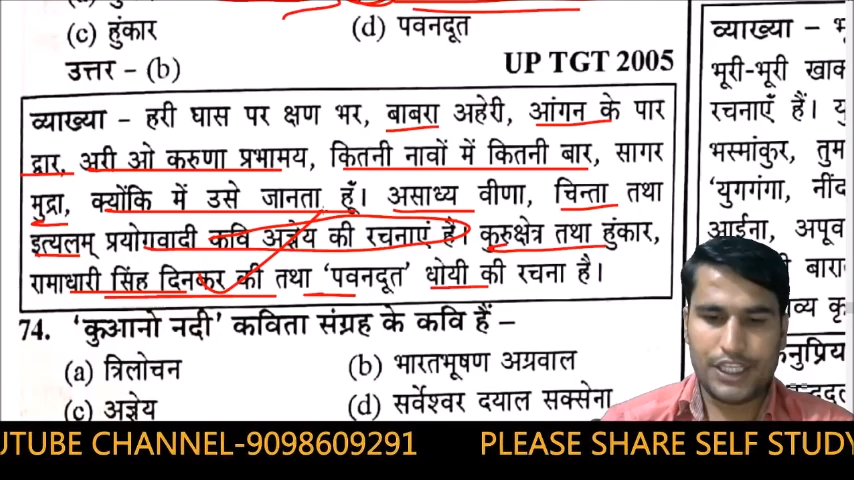 (c) हुंकार
(d) पवनदूत
उत्तर – (b)
UP TGT 2005
व्याख्या – हरी घास पर क्षण भर, बाबरा अहेरी, आंगन के पार
द्वार, अरी ओ करुणा प्रभामय, कितनी नावों में कितनी बार, सागर
मुद्रा, क्योंकि में उसे जानता हूँ। असाध्य वीणा, चिन्ता तथा
इत्यलम् प्रयोगवादी कवि अज्ञेय की रचनाएं है। कुरुक्षेत्र तथा हुंकार,
रामाधारी सिंह दिनकर की तथा 'पवनदूत' धोयी की रचना है।
74. 'कुआनो नदी' कविता संग्रह के कवि हैं –
(a) त्रिलोचन
(b) भारतभूषण अग्रवाल
(c) अज्ञेय
(d) सर्वेश्वर दयाल सक्सेना
व्याख्या –
भूरी-भूरी खाक
रचनाएँ हैं।
भस्मांकुर, तुम
'युगगंगा, नींद
आईना, अपूव
ही बारा
व्य कृ
UTUBE CHANNEL-9098609291 PLEASE SHARE SELF STUDY